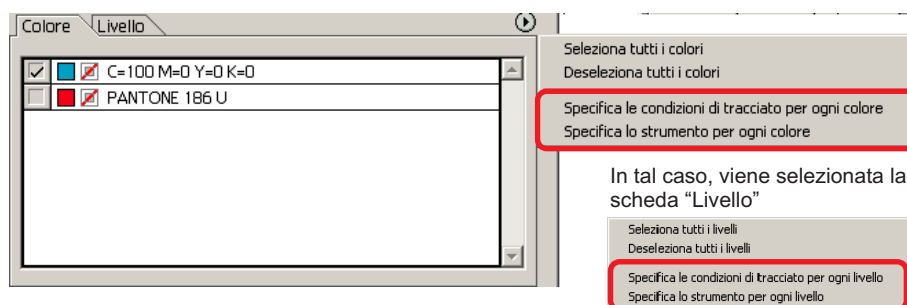 Colore
Livello
C=100 M=0 Y=0 K=0
PANTONE 186 U
Seleziona tutti i colori
Deseleziona tutti i colori
Specifica le condizioni di tracciato per ogni colore
Specifica lo strumento per ogni colore
In tal caso, viene selezionata la
scheda “Livello”
Seleziona tutti i livelli
Deseleziona tutti i livelli
Specifica le condizioni di tracciato per ogni livello
Specifica lo strumento per ogni livello